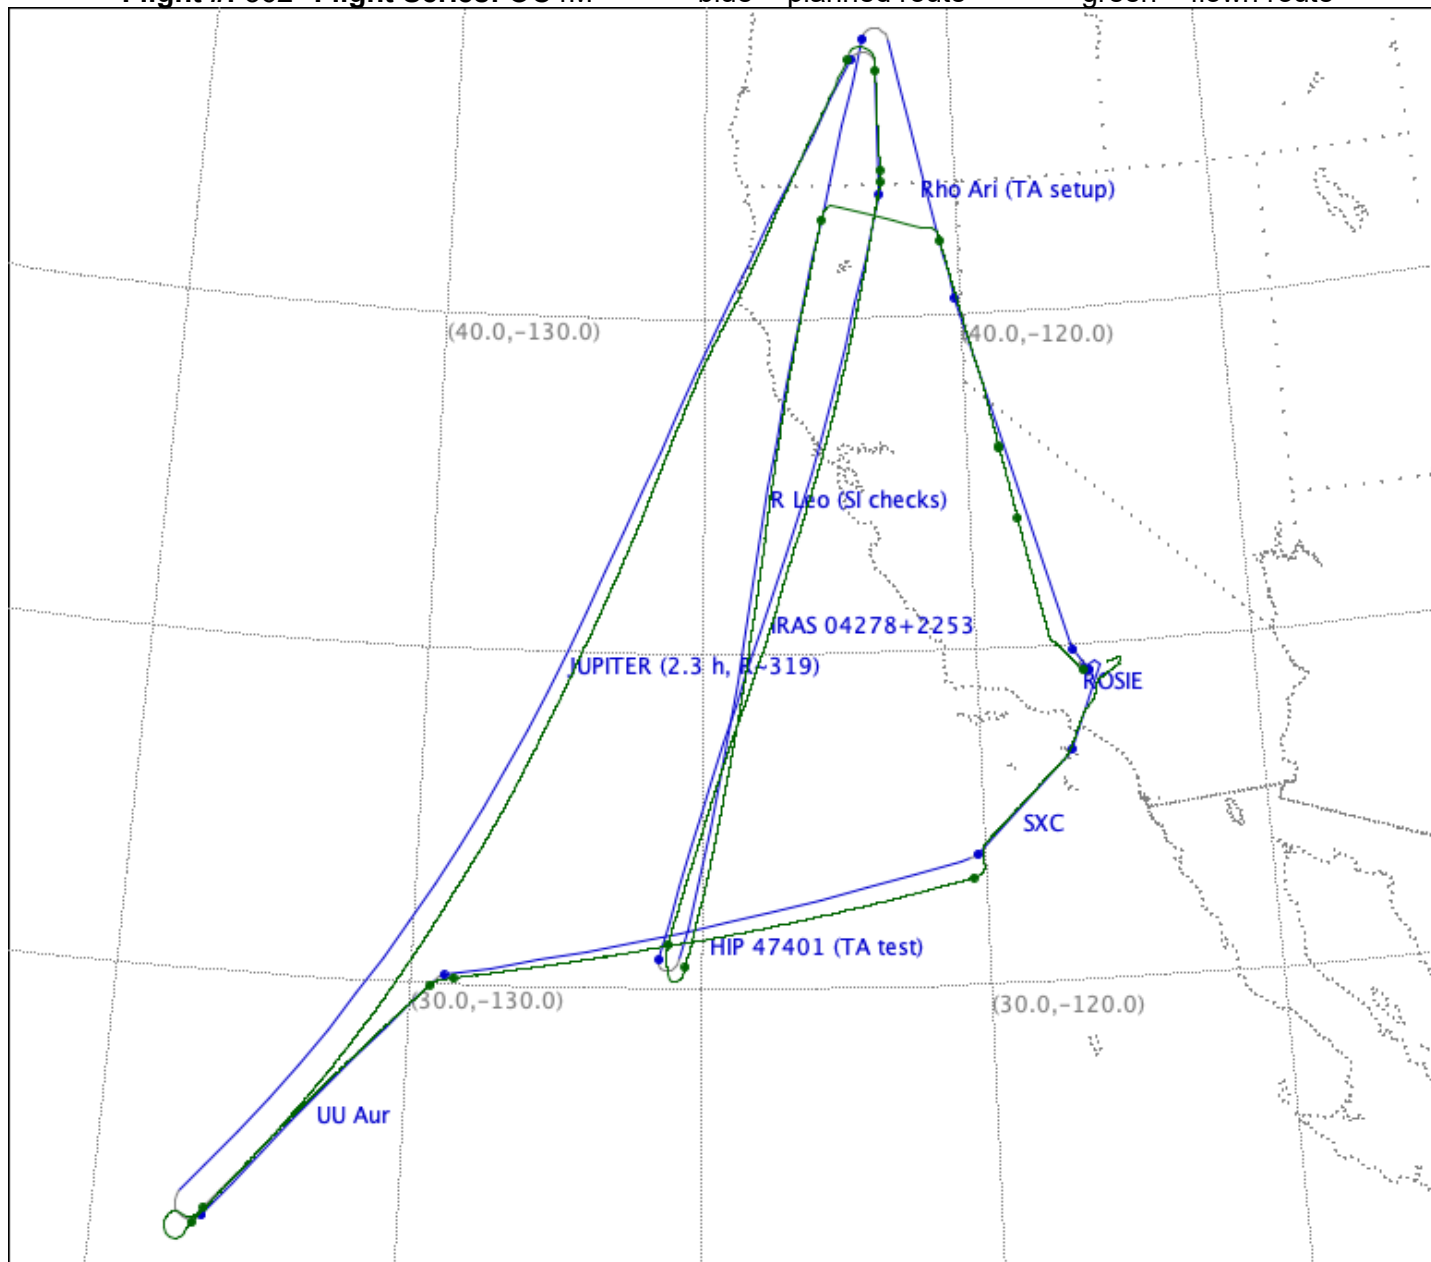 Rho Ari (TA setup)
(40.0,-130.0)
(40.0,-120.0)
R Leo (SI checks)
IRAS 04278+2253
JUPITER (2.3 h, R~319)
ROSIE
SXC
HIP 47401 (TA test)
(30.0,-130.0)
(30.0,-120.0)
UU Aur